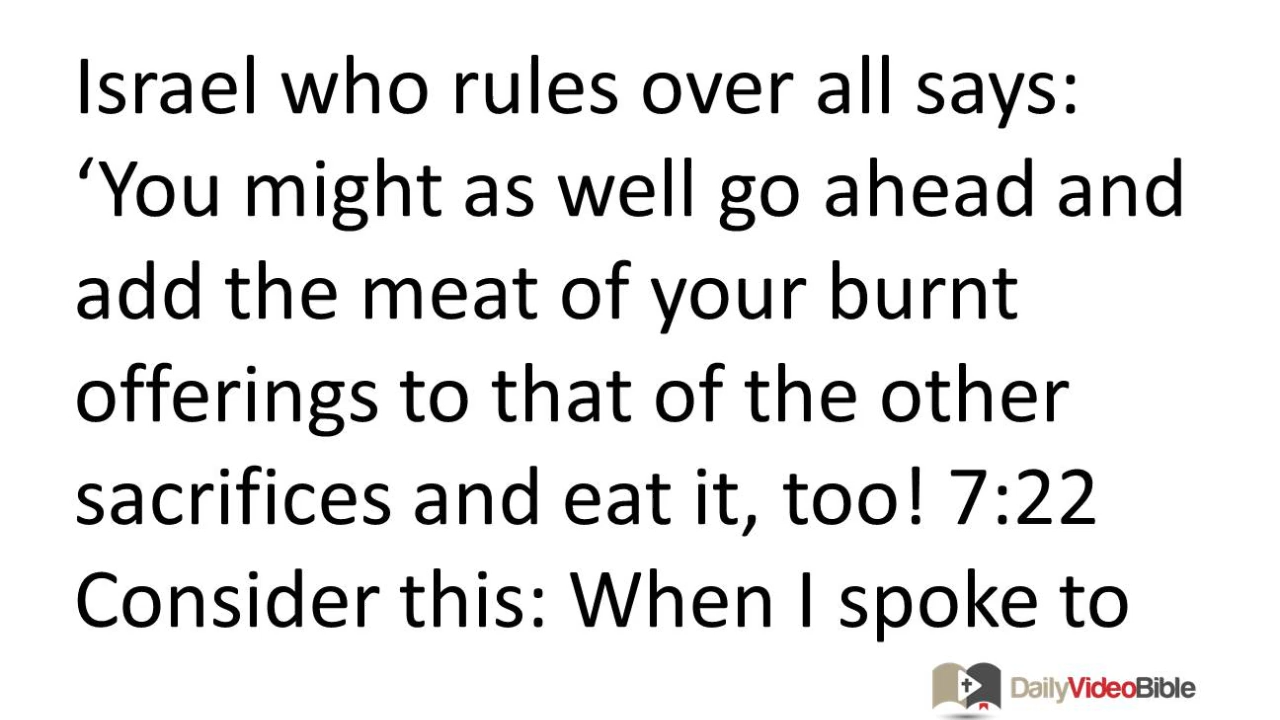 Israel who rules over all says:
‘You might as well go ahead and
add the meat of your burnt
offerings to that of the other
sacrifices and eat it, too! 7:22
Consider this: When I spoke to
DailyVideoBible